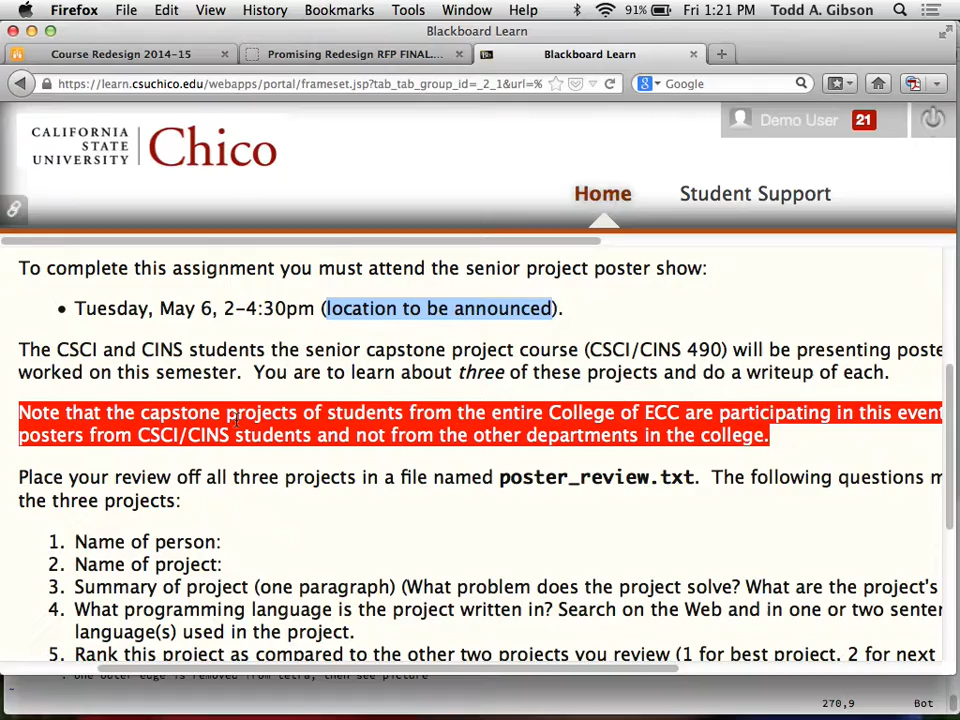 Firefox File Edit View History Bookmarks Tools Window Help 91% Fri 1:21 PM Todd A. Gibson
Blackboard Learn
Course Redesign 2014-15 Promising Redesign RFP FINAL... Blackboard Learn
https://learn.csuchico.edu/webapps/portal/frameset.jsp?tab_tab_group_id=_2_1&url=% Google
Demo User 21
CALIFORNIA
STATE
UNIVERSITY
Chico
Home Student Support
To complete this assignment you must attend the senior project poster show:
• Tuesday, May 6, 2-4:30pm (location to be announced).
The CSCI and CINS students the senior capstone project course (CSCI/CINS 490) will be presenting poste
worked on this semester. You are to learn about three of these projects and do a writeup of each.
Note that the capstone projects of students from the entire College of ECC are participating in this event
posters from CSCI/CINS students and not from the other departments in the college.
Place your review off all three projects in a file named poster_review.txt. The following questions m
the three projects:
1. Name of person:
2. Name of project:
3. Summary of project (one paragraph) (What problem does the project solve? What are the project's
4. What programming language is the project written in? Search on the Web and in one or two senter
language(s) used in the project.
5. Rank this project as compared to the other two projects you review (1 for best project, 2 for next
. one outer edge is removed from tetra, then see picture
270,9 Bot